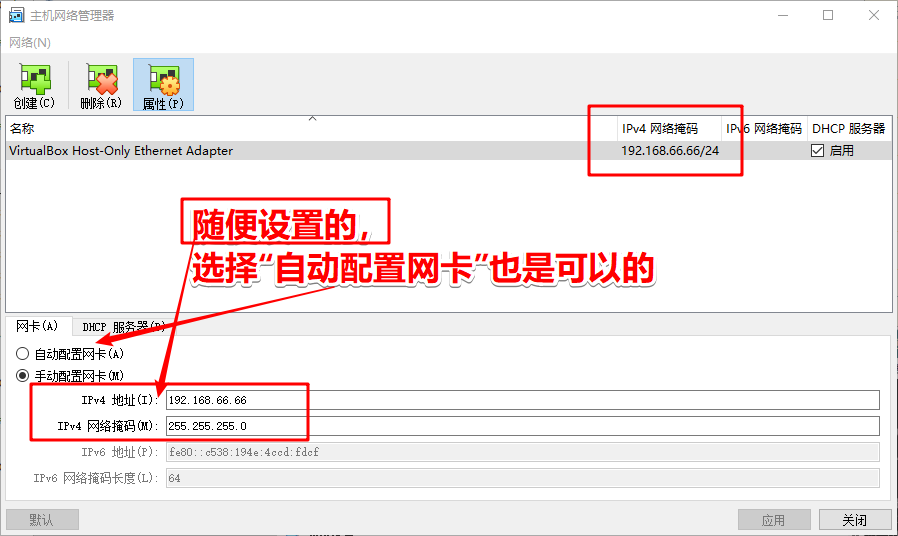 主机网络管理器
网络(N)
创建(C) 删除(R) 属性(P)
名称 IPv4 网络掩码 IPv6 网络掩码 DHCP 服务器
VirtualBox Host-Only Ethernet Adapter 192.168.66.66/24 启用
随便设置的，
选择“自动配置网卡”也是可以的
网卡(A) DHCP 服务器(D)
自动配置网卡(A)
手动配置网卡(M)
IPv4 地址(I): 192.168.66.66
IPv4 网络掩码(M): 255.255.255.0
IPv6 地址(P): fe80::c538:194e:4ccd:fdcf
IPv6 网络掩码长度(L): 64
默认 应用 关闭